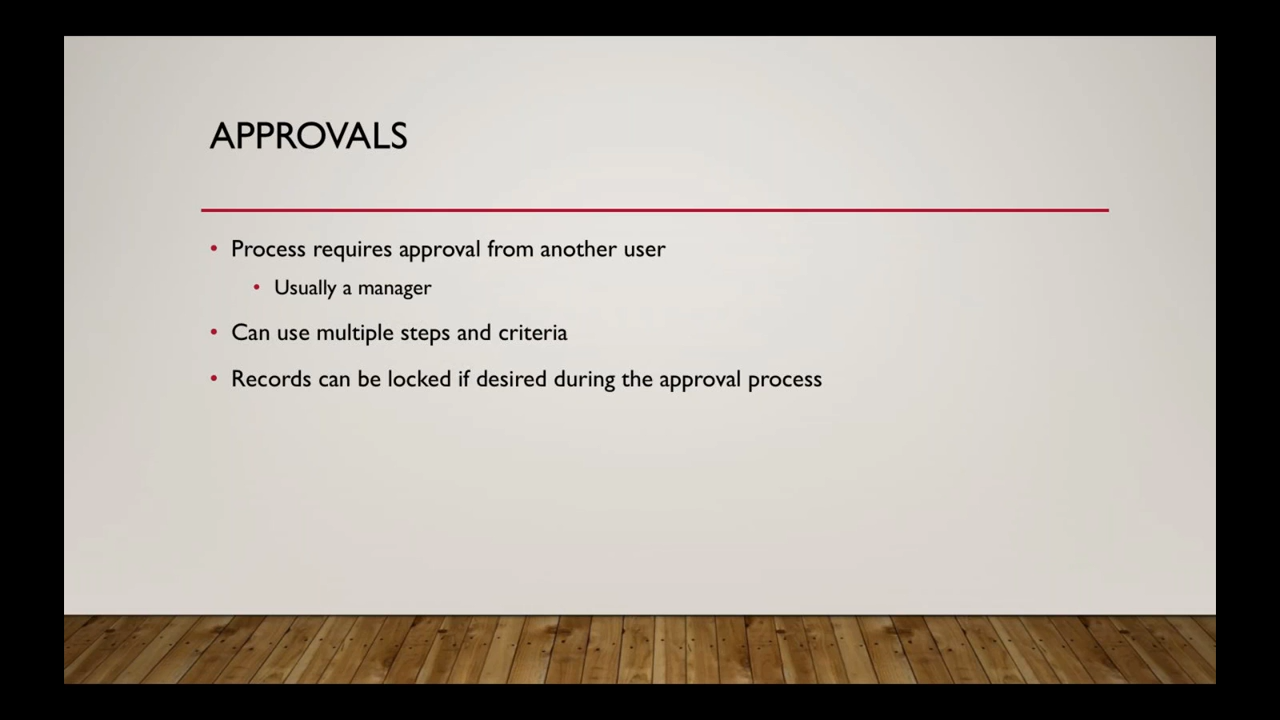 APPROVALS
• Process requires approval from another user
• Usually a manager
• Can use multiple steps and criteria
• Records can be locked if desired during the approval process